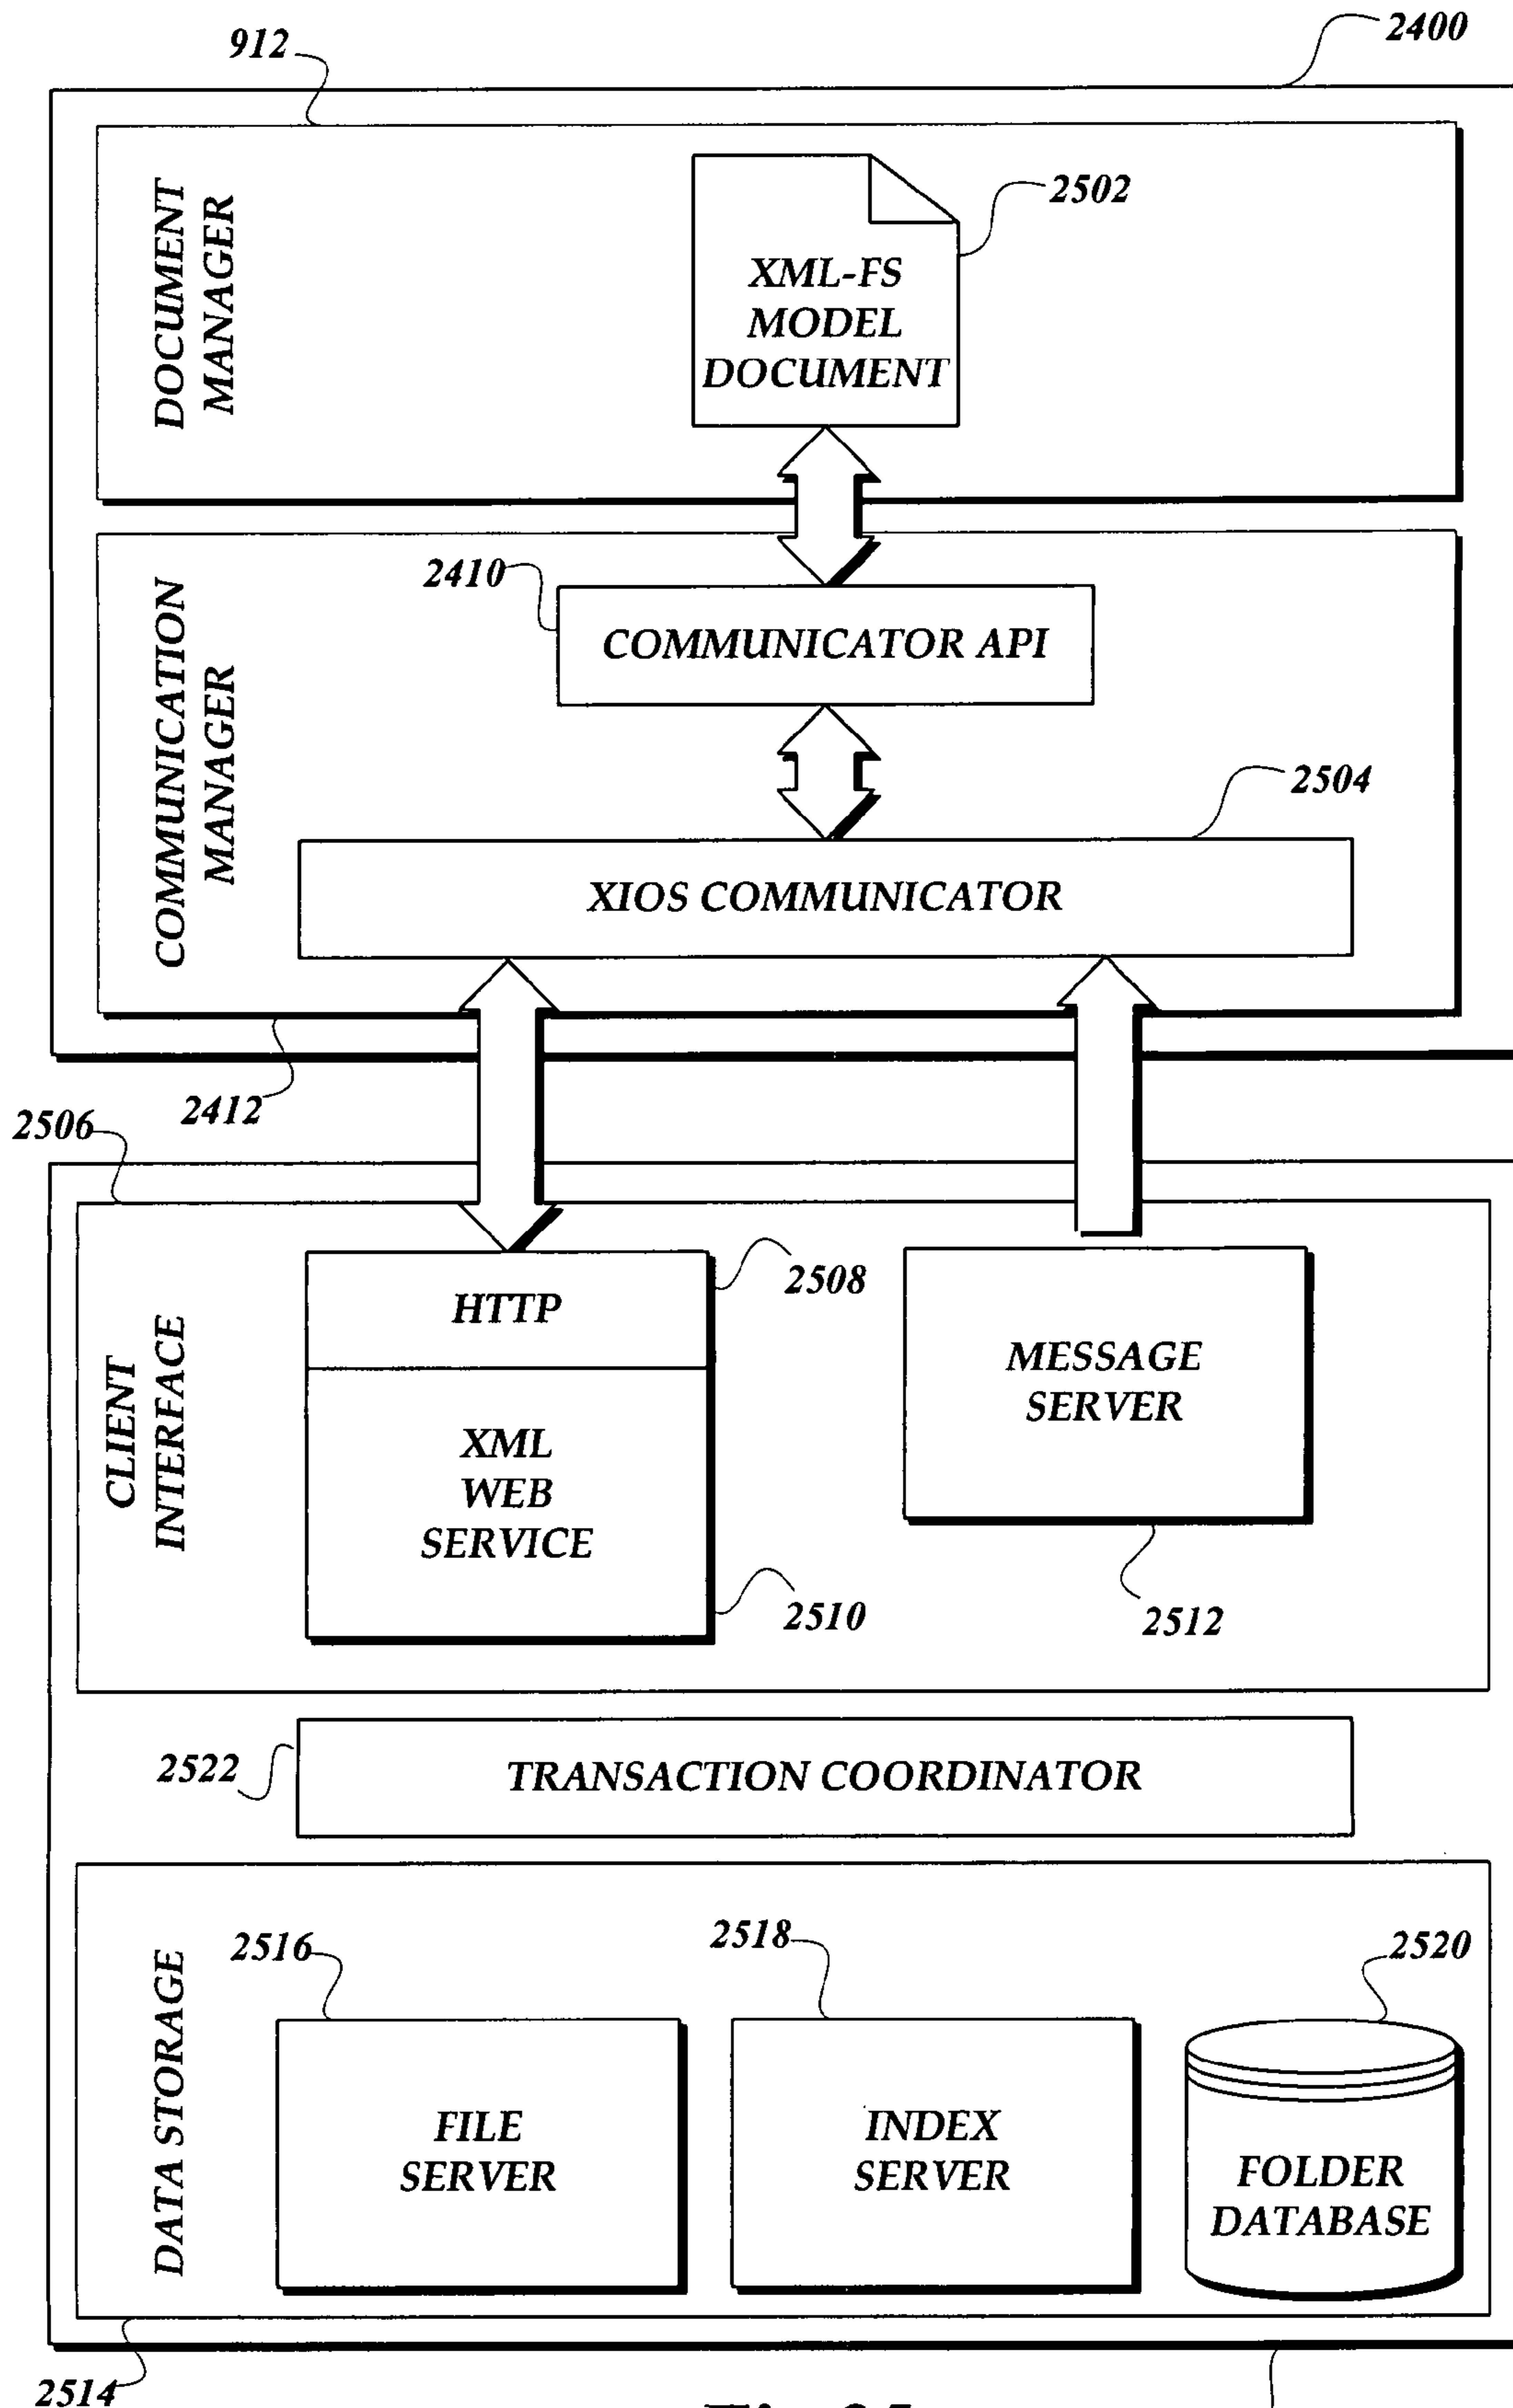 2400
912
DOCUMENT
MANAGER
2502
XML-FS
MODEL
DOCUMENT
COMMUNICATION
MANAGER
2410
COMMUNICATOR API
2504
XIOS COMMUNICATOR
2412
2506
CLIENT
INTERFACE
HTTP
2508
XML
WEB
SERVICE
2510
MESSAGE
SERVER
2512
2522
TRANSACTION COORDINATOR
DATA STORAGE
2516
FILE
SERVER
2518
INDEX
SERVER
2520
FOLDER
DATABASE
2514